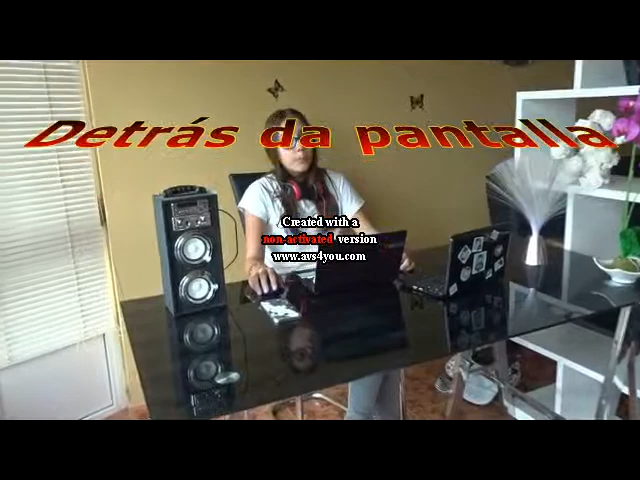 Detrás da pantalla
Created with a
non-activated version
www.avs4you.com